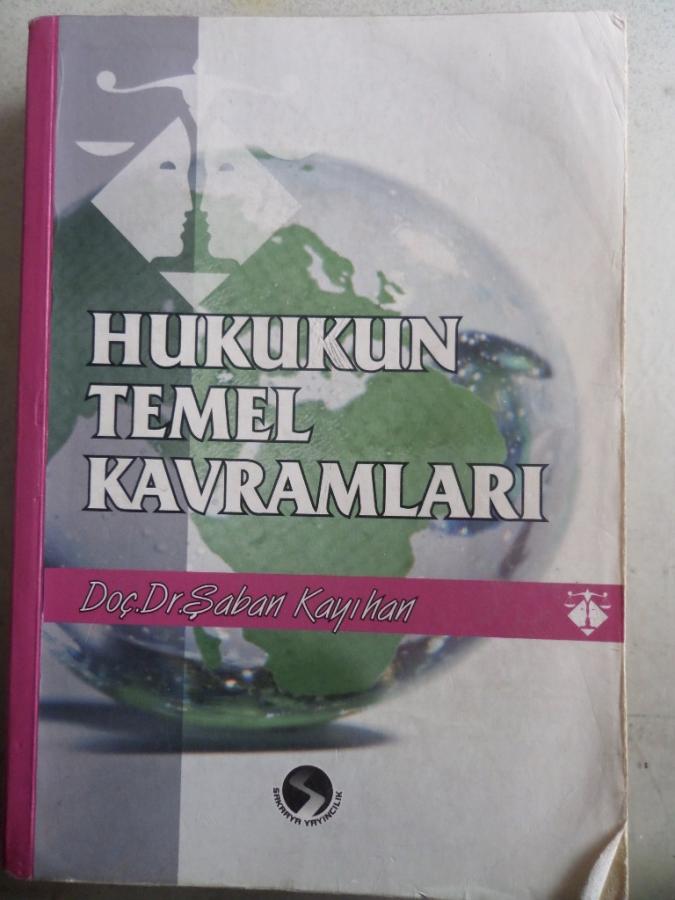 HUKUKUN
TEMEL
KAVRAMLARI
Doç.Dr.Şaban Kayıhan
SAKARYA YAYINCILIK